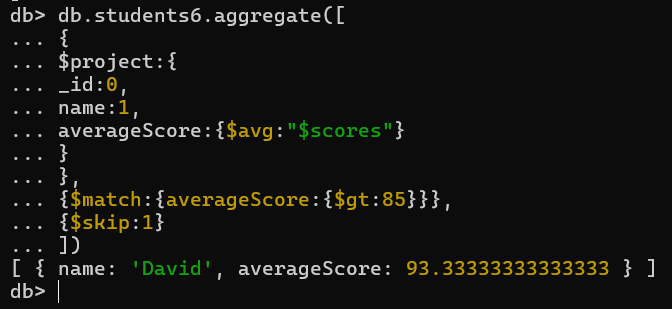 db> db.students6.aggregate([
... {
... $project:{
... _id:0,
... name:1,
... averageScore:{$avg:"$scores"}
... }
... },
... {$match:{averageScore:{$gt:85}}},
... {$skip:1}
... ])
[ { name: 'David', averageScore: 93.33333333333333 } ]
db>